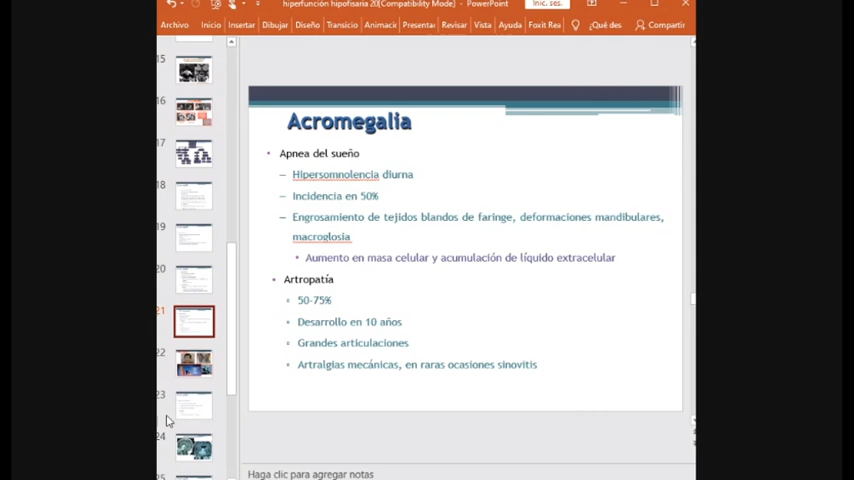 hiperfunción hipofisaria 20[Compatibility Mode] - PowerPoint
Inic. ses.
Archivo Inicio Insertar Dibujar Diseño Transicio Animacio Presentar Revisar Vista Ayuda Foxit Rea ¿Qué des Compartir
15
16
17
18
19
20
21
22
23
24
25
Acromegalia
• Apnea del sueño
– Hipersomnolencia diurna
– Incidencia en 50%
– Engrosamiento de tejidos blandos de faringe, deformaciones mandibulares,
macroglosia
• Aumento en masa celular y acumulación de líquido extracelular
• Artropatía
▫ 50-75%
▫ Desarrollo en 10 años
▫ Grandes articulaciones
▫ Artralgias mecánicas, en raras ocasiones sinovitis
Haga clic para agregar notas